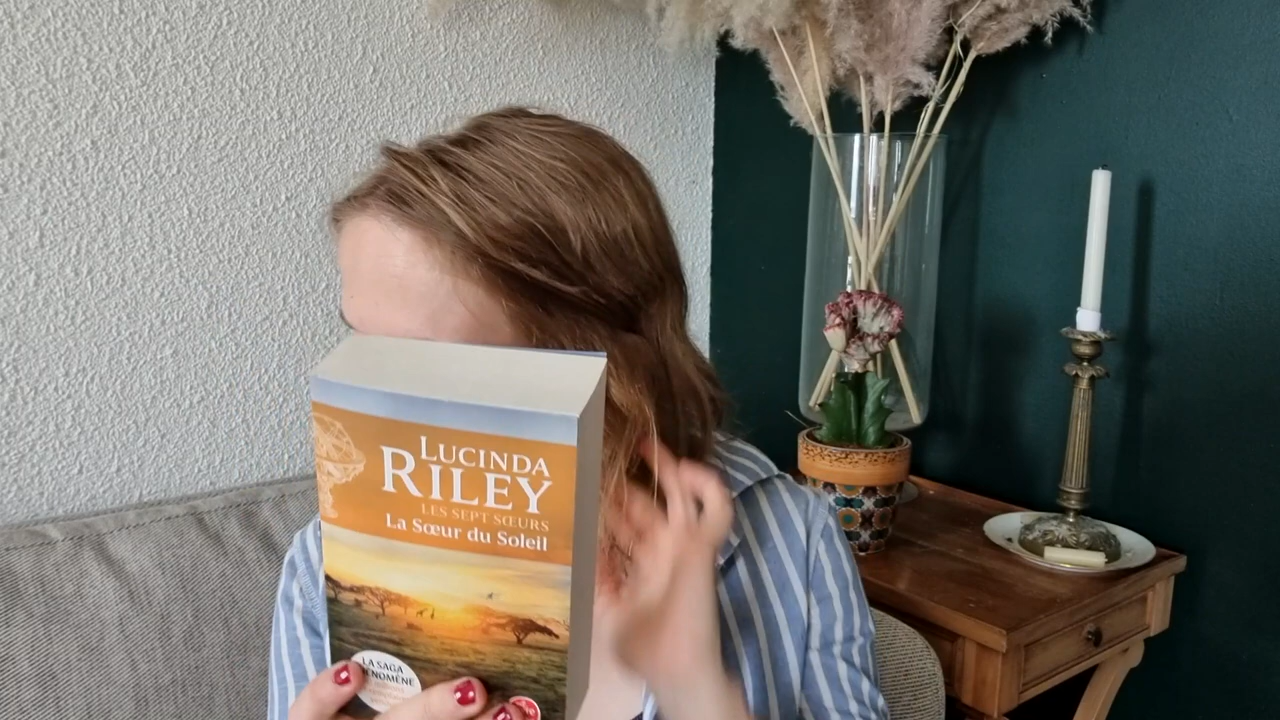 LUCINDA
RILEY
LES SEPT SŒURS
La Sœur du Soleil
LA SAGA